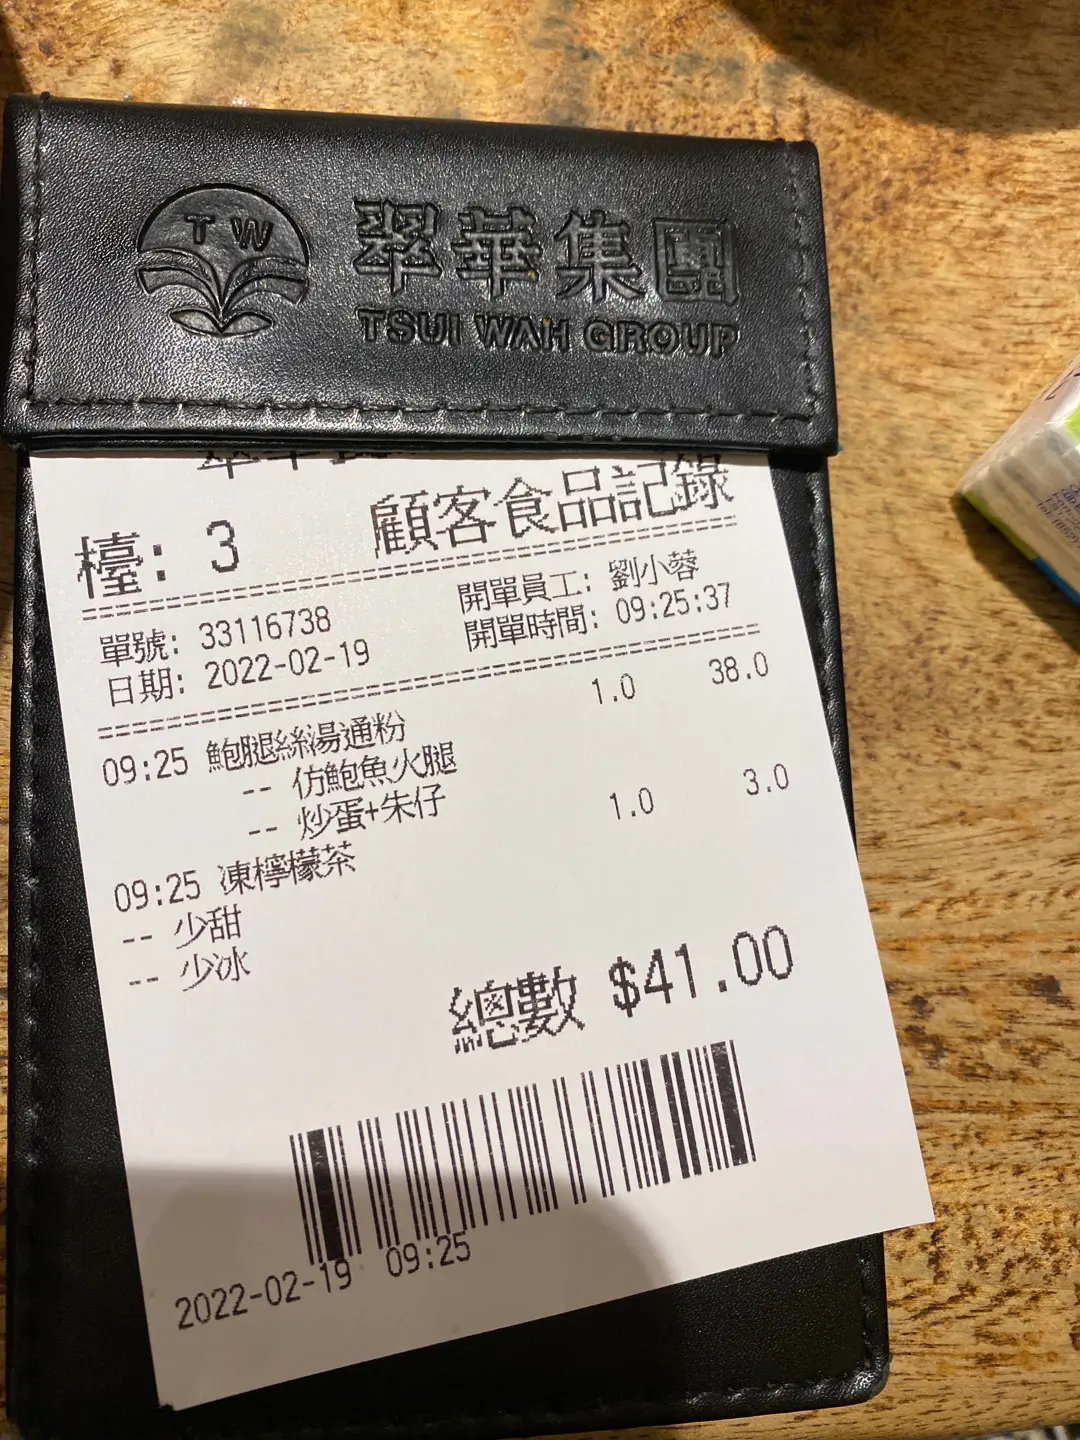 TW
翠華集團
TSUI WAH GROUP
顧客食品記錄
檯: 3
單號: 33116738
開單員工: 劉小蓉
日期: 2022-02-19
開單時間: 09:25:37
09:25 鮑腿絲湯通粉 1.0 38.0
-- 仿鮑魚火腿
-- 炒蛋+朱仔
09:25 凍檸檬茶 1.0 3.0
-- 少甜
-- 少冰
總數 $41.00
2022-02-19 09:25